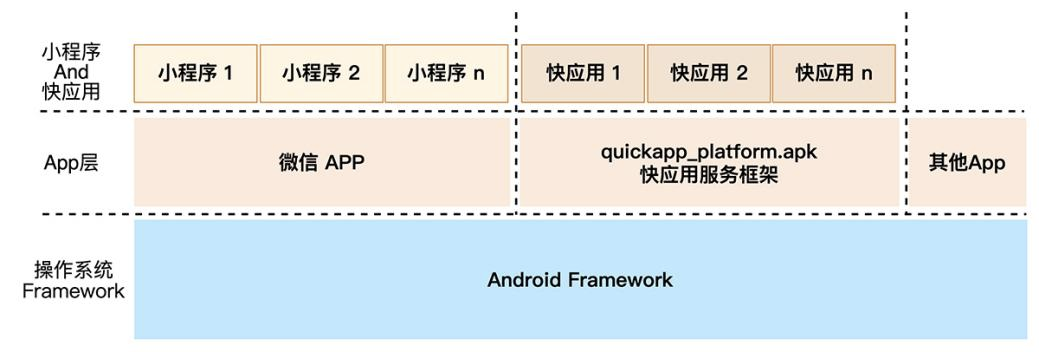 小程序
And
快应用
小程序 1
小程序 2
小程序 n
快应用 1
快应用 2
快应用 n
App层
微信 APP
quickapp_platform.apk
快应用服务框架
其他App
操作系统
Framework
Android Framework